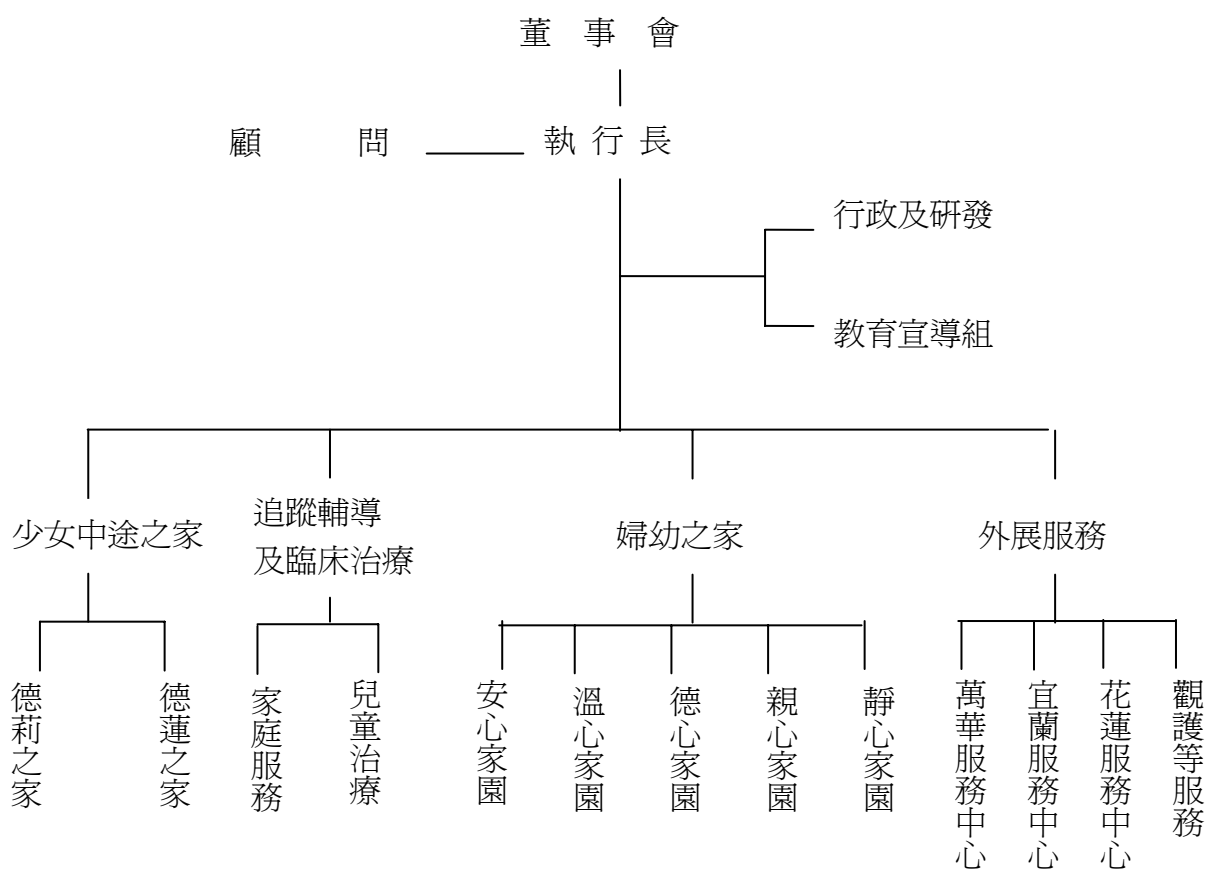 董 事 會
顧 問
執 行 長
行政及研發
教育宣導組
少女中途之家
追蹤輔導
及臨床治療
婦幼之家
外展服務
德莉之家
德蓮之家
家庭服務
兒童治療
安心家園
溫心家園
德心家園
親心家園
靜心家園
萬華服務中心
宜蘭服務中心
花蓮服務中心
觀護等服務